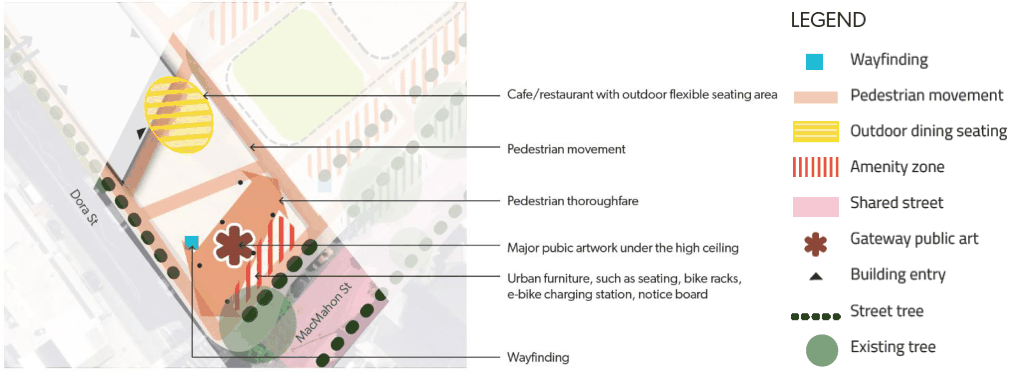 LEGEND
Wayfinding
Pedestrian movement
Outdoor dining seating
Amenity zone
Shared street
Gateway public art
Building entry
Street tree
Existing tree
Cafe/restaurant with outdoor flexible seating area
Pedestrian movement
Pedestrian thoroughfare
Major pubic artwork under the high ceiling
Urban furniture, such as seating, bike racks,
e-bike charging station, notice board
Wayfinding
Dora St
MacMahon St